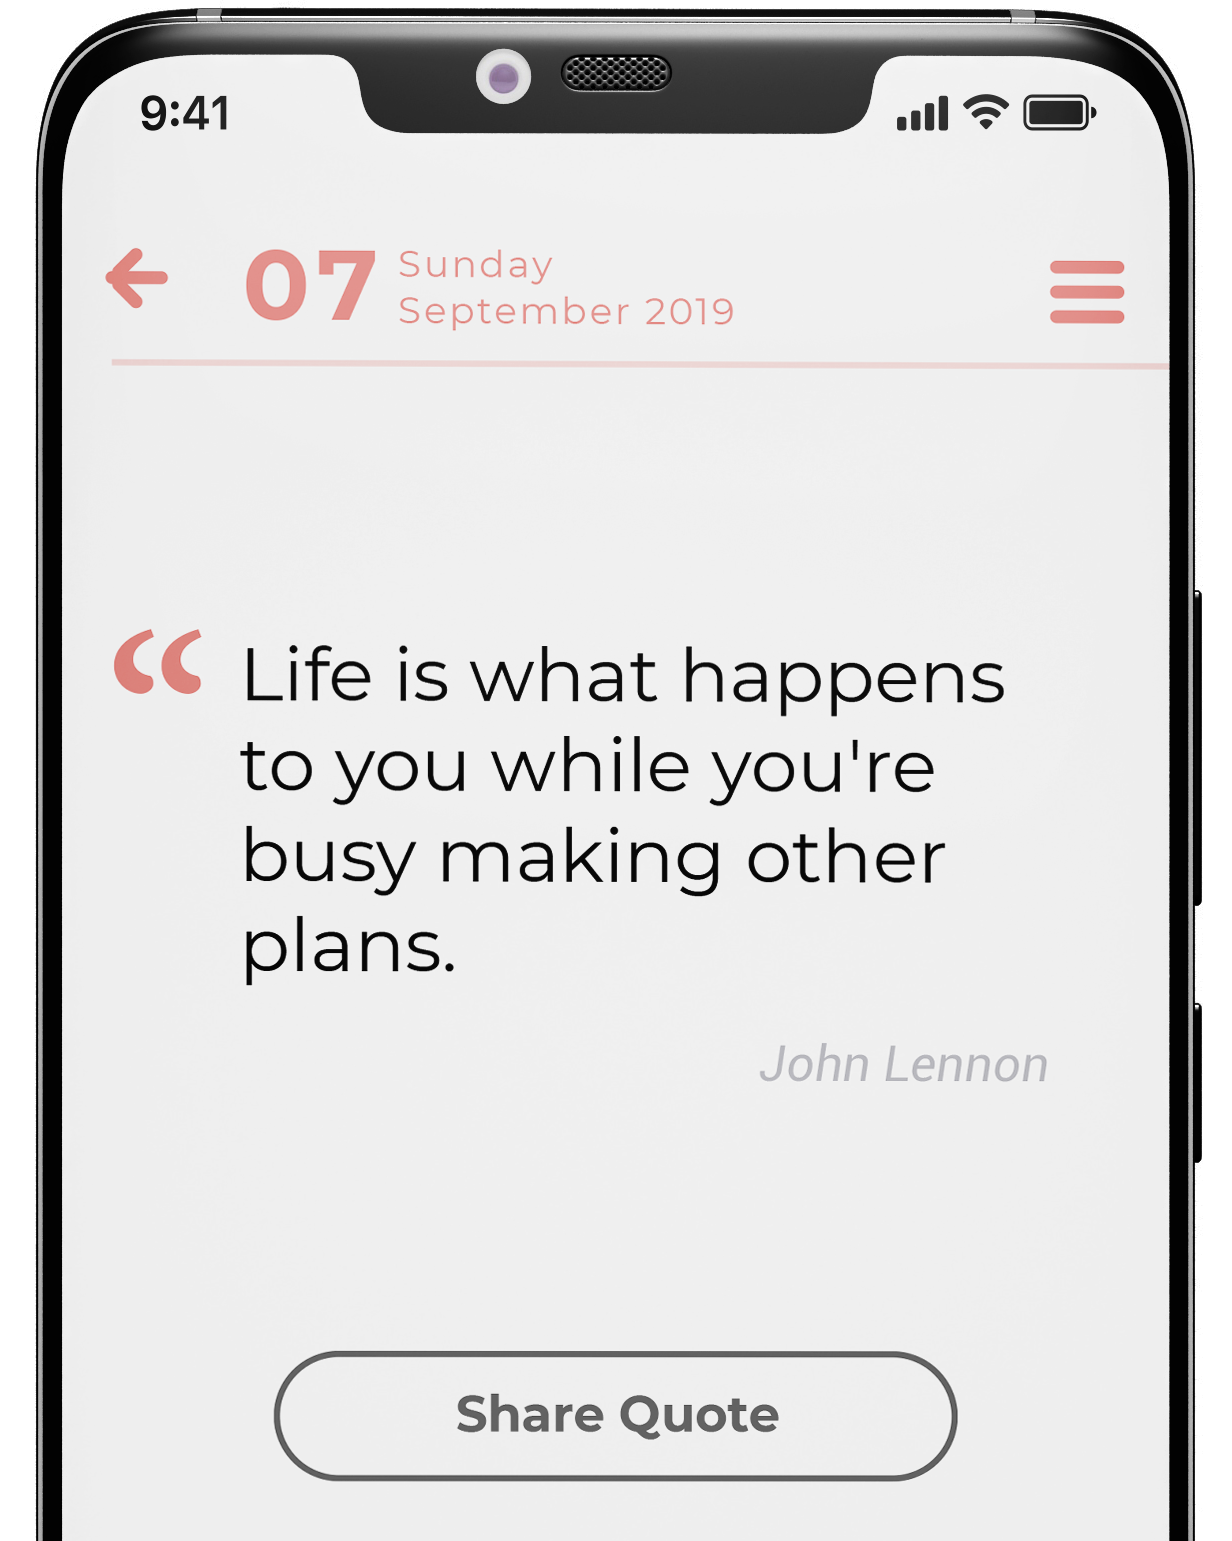 9:41
07 Sunday
September 2019
“ Life is what happens
to you while you're
busy making other
plans.
John Lennon
Share Quote